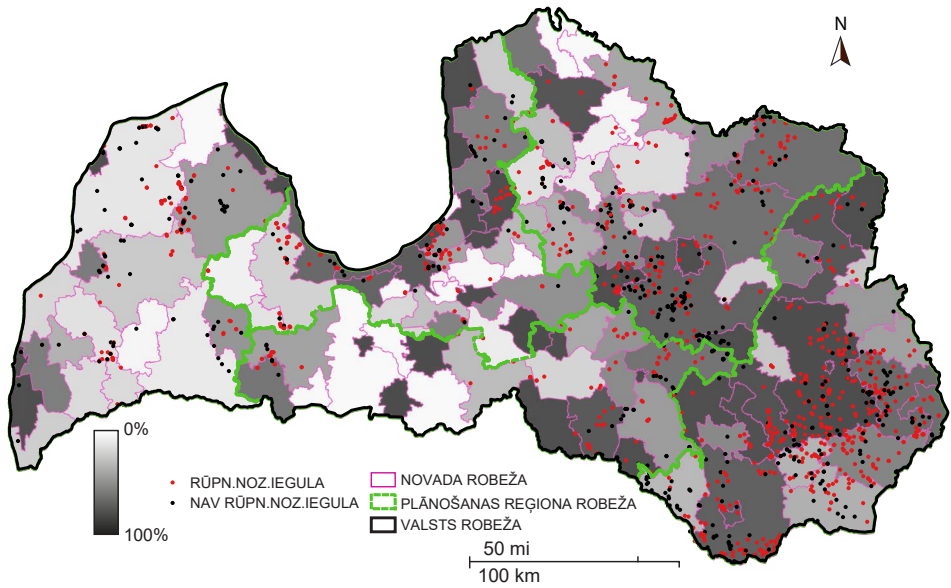 N
0%
100%
RŪPN.NOZ.IEGULA
NAV RŪPN.NOZ.IEGULA
NOVADA ROBEŽA
PLĀNOŠANAS REĢIONA ROBEŽA
VALSTS ROBEŽA
50 mi
100 km